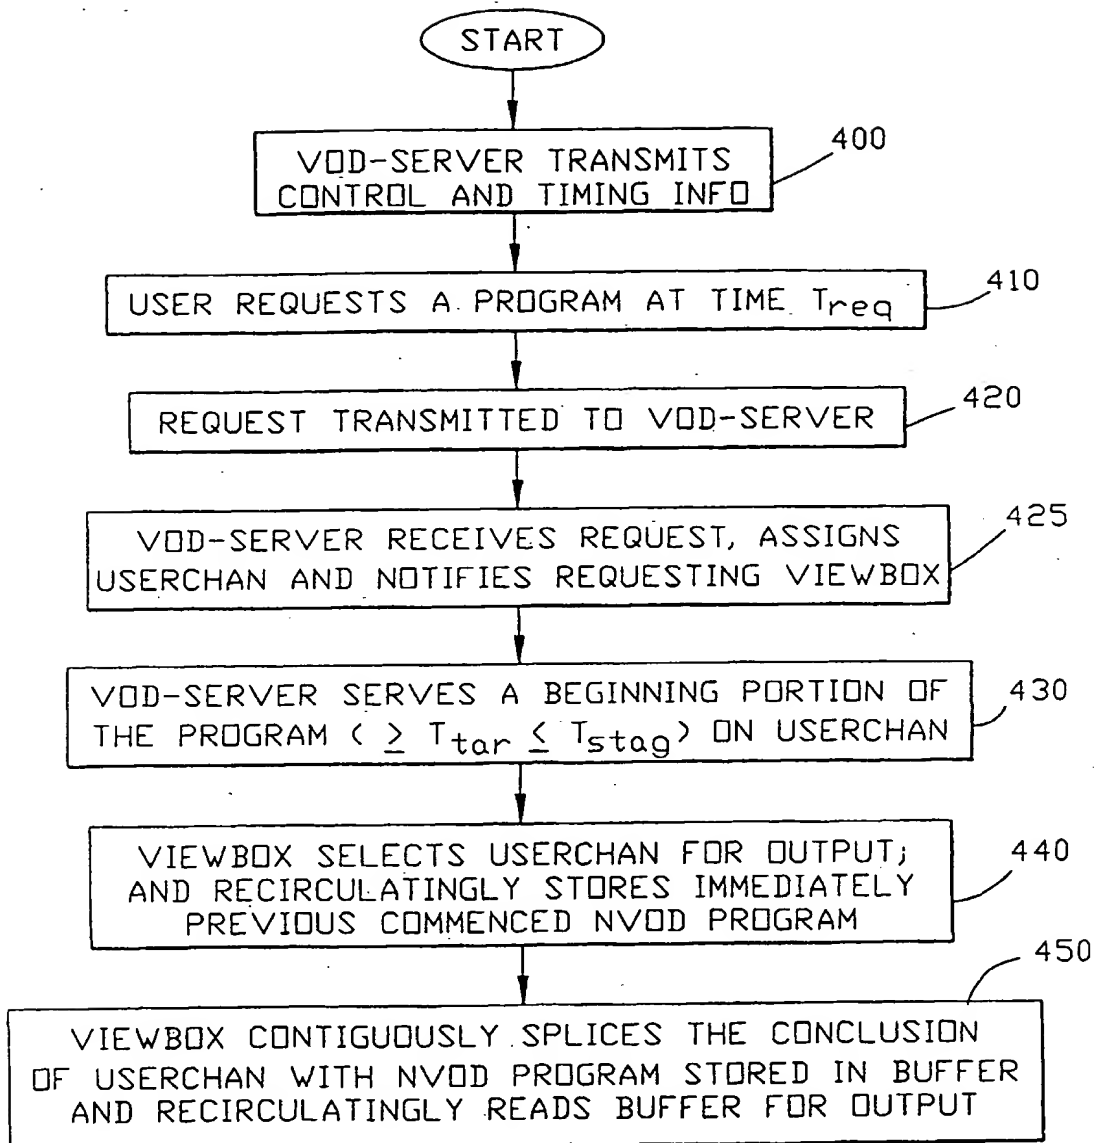 START
VOD-SERVER TRANSMITS
CONTROL AND TIMING INFO
400
USER REQUESTS A PROGRAM AT TIME Treq
410
REQUEST TRANSMITTED TO VOD-SERVER
420
VOD-SERVER RECEIVES REQUEST, ASSIGNS
USERCHAN AND NOTIFIES REQUESTING VIEWBOX
425
VOD-SERVER SERVES A BEGINNING PORTION OF
THE PROGRAM ( ≥ Ttar ≤ Tstag) ON USERCHAN
430
VIEWBOX SELECTS USERCHAN FOR OUTPUT;
AND RECIRCULATINGLY STORES IMMEDIATELY
PREVIOUS COMMENCED NVOD PROGRAM
440
VIEWBOX CONTIGUOUSLY SPLICES THE CONCLUSION
OF USERCHAN WITH NVOD PROGRAM STORED IN BUFFER
AND RECIRCULATINGLY READS BUFFER FOR OUTPUT
450